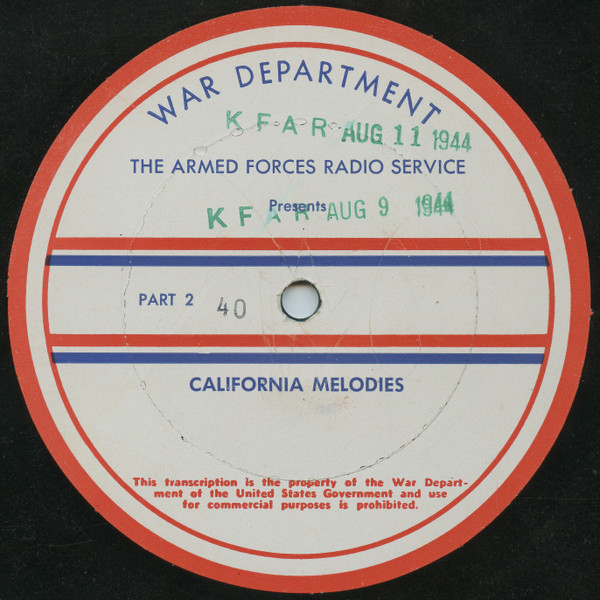 WAR DEPARTMENT
KFAR AUG 11 1944
THE ARMED FORCES RADIO SERVICE
Presents
KFAR AUG 9 1944
PART 2 40
CALIFORNIA MELODIES
This transcription is the property of the War Depart-
ment of the United States Government and use
for commercial purposes is prohibited.